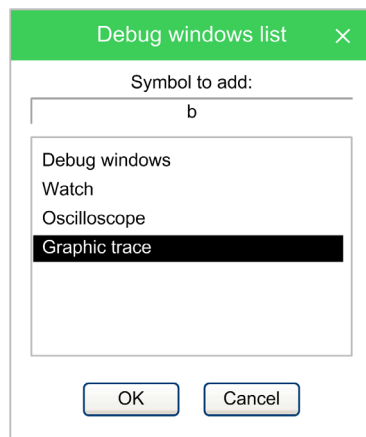 Debug windows list
Symbol to add:
b
Debug windows
Watch
Oscilloscope
Graphic trace
OK
Cancel